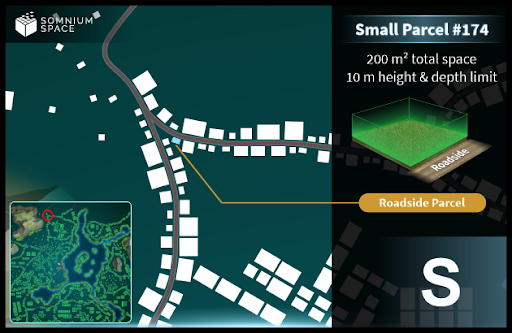 SOMNIUM
SPACE
Small Parcel #174
200 m² total space
10 m height & depth limit
Roadside
Roadside Parcel
S